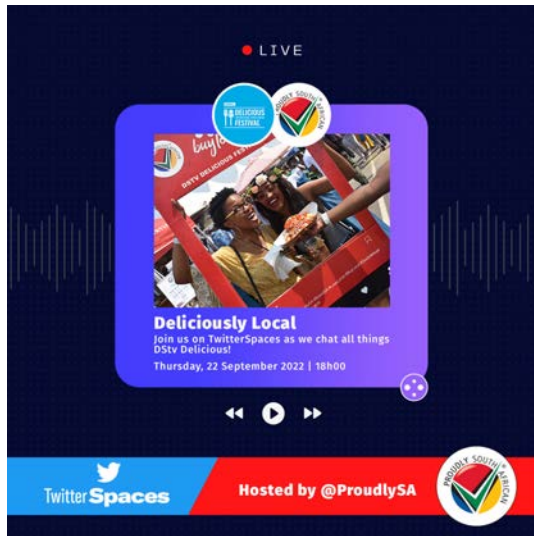 LIVE
DELICIOUS
FESTIVAL
PROUDLY SOUTH AFRICAN
DSTV DELICIOUS FES
Deliciously Local
Join us on TwitterSpaces as we chat all things
DStv Delicious!
Thursday, 22 September 2022 | 18h00
Twitter Spaces
Hosted by @ProudlySA
PROUDLY SOUTH AFRICAN